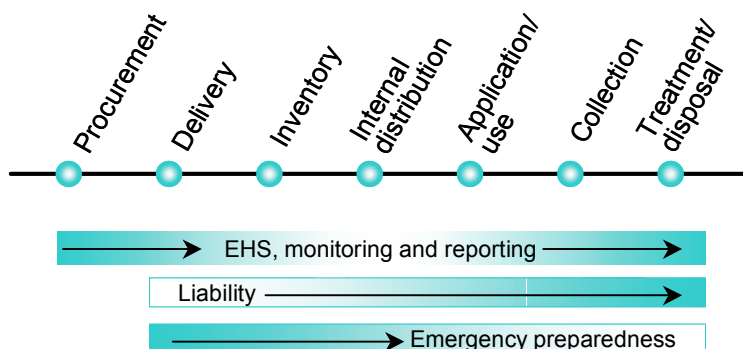 Procurement
Delivery
Inventory
Internal
distribution
Application/
use
Collection
Treatment/
disposal
EHS, monitoring and reporting
Liability
Emergency preparedness